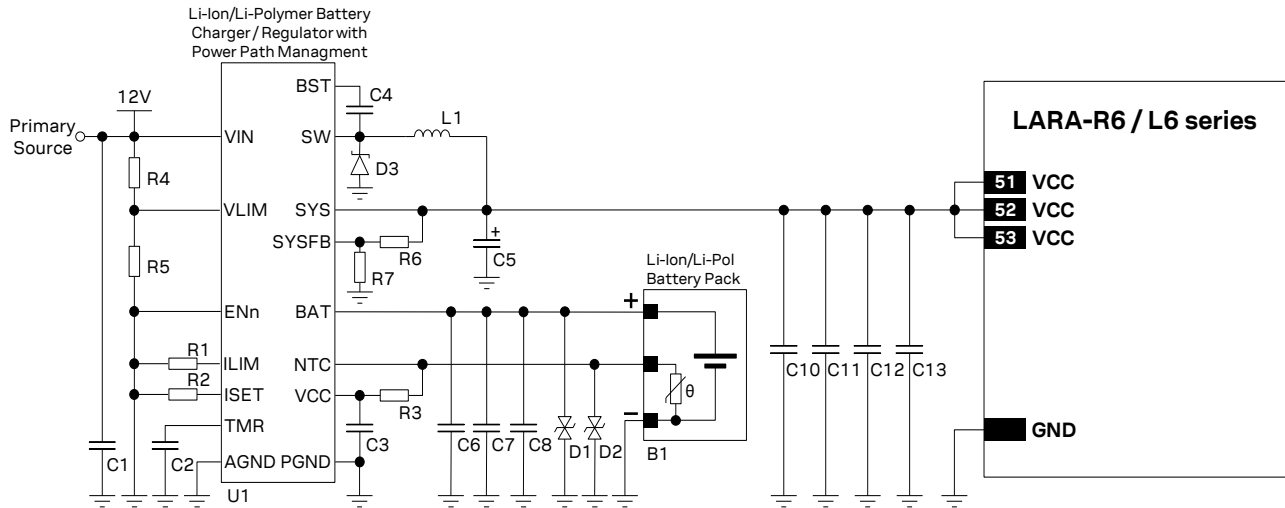 Li-Ion/Li-Polymer Battery
Charger / Regulator with
Power Path Managment
12V
Primary
Source
VIN
VLIM
ENn
ILIM
ISET
TMR
AGND
BST
SW
SYS
SYSFB
BAT
NTC
VCC
PGND
U1
R4
R5
R1
R2
C1
C2
C4
L1
D3
R6
R7
+
C5
R3
C3
C6
C7
C8
D1
D2
Li-Ion/Li-Pol
Battery Pack
+
θ
−
B1
C10
C11
C12
C13
LARA-R6 / L6 series
51 VCC
52 VCC
53 VCC
GND